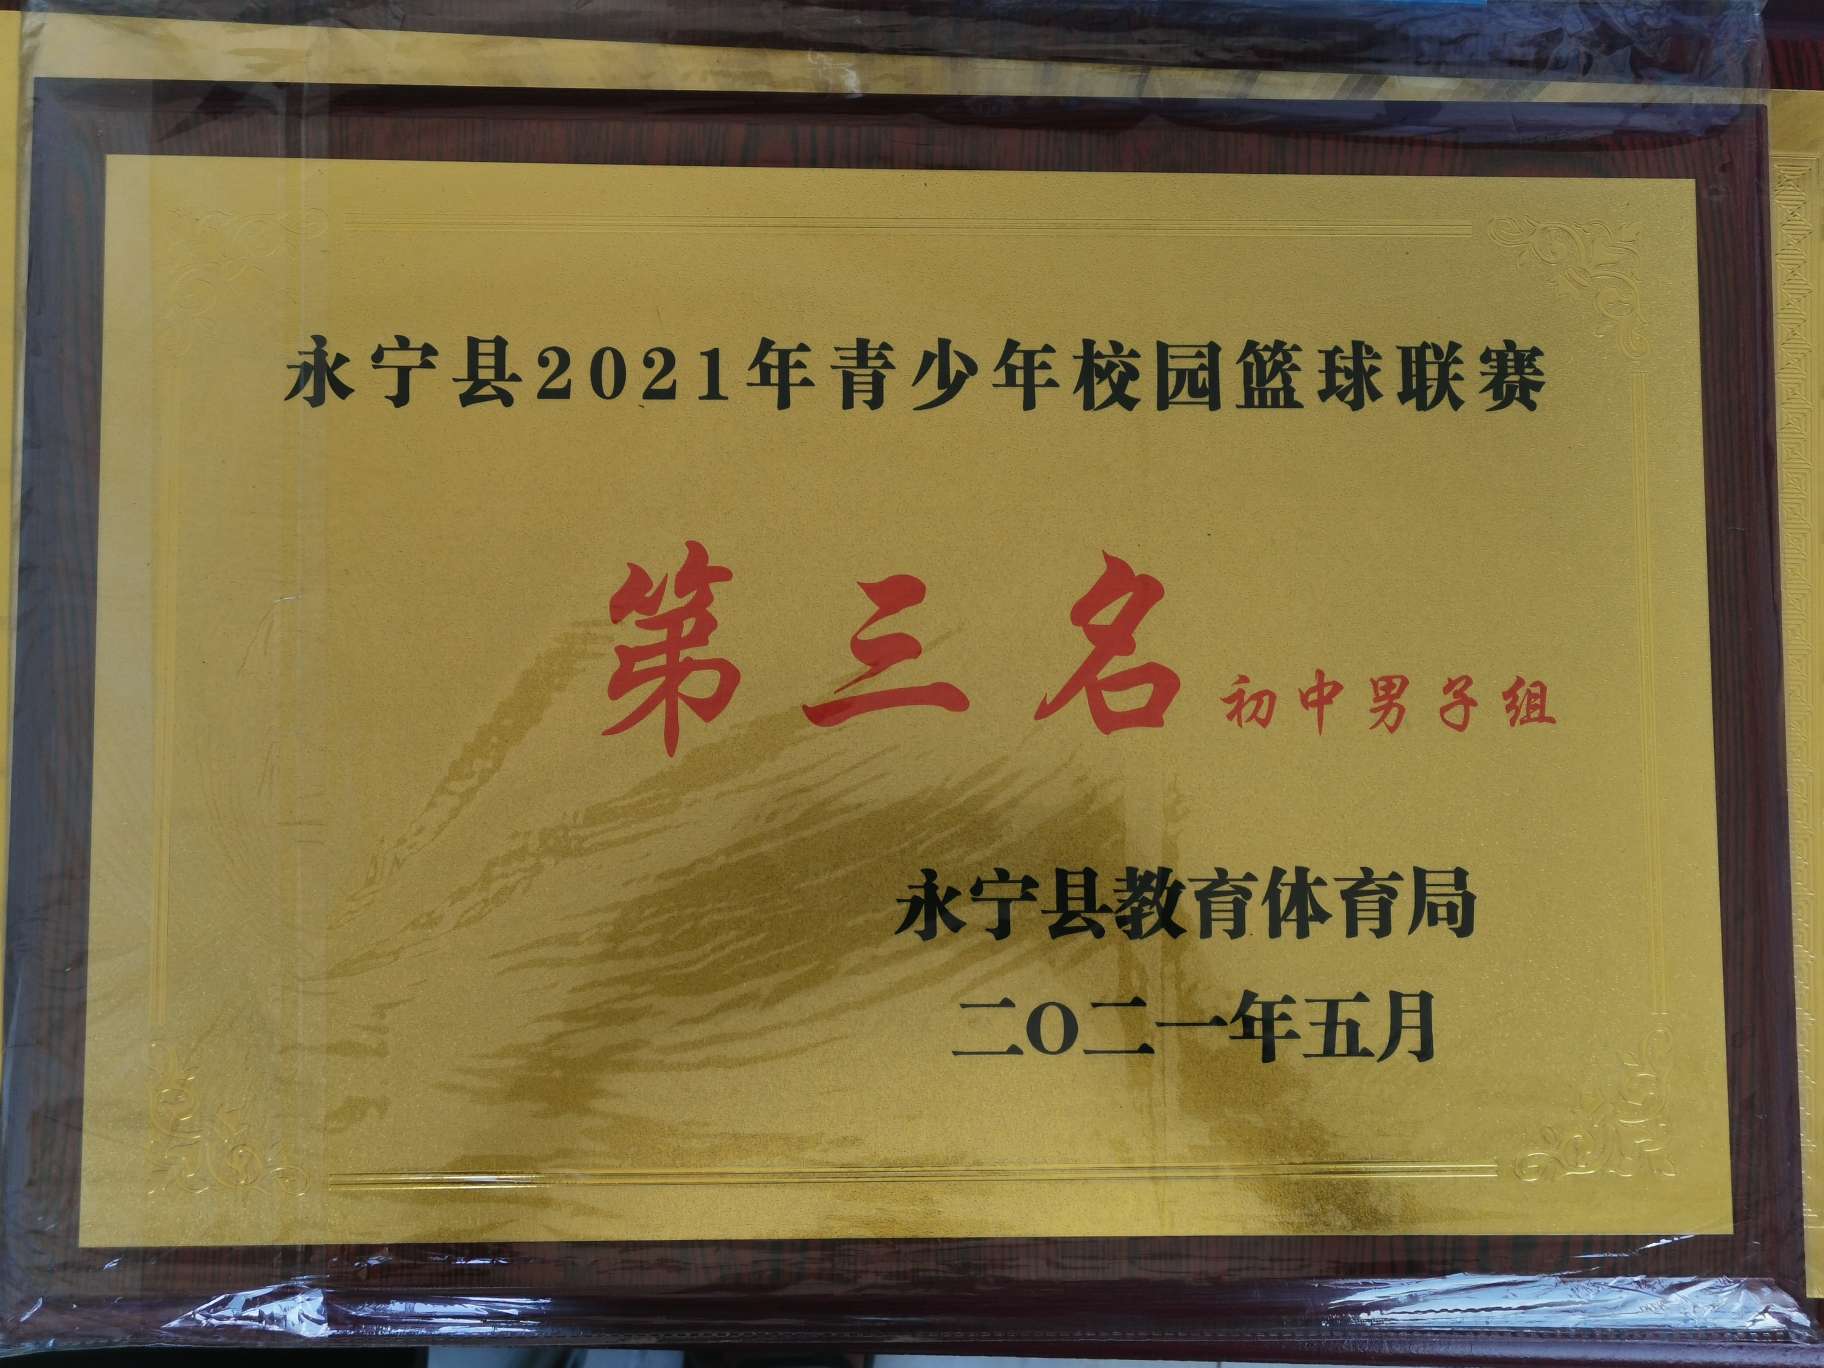 永宁县2021年青少年校园篮球联赛
第三名 初中男子组
永宁县教育体育局
二〇二一年五月